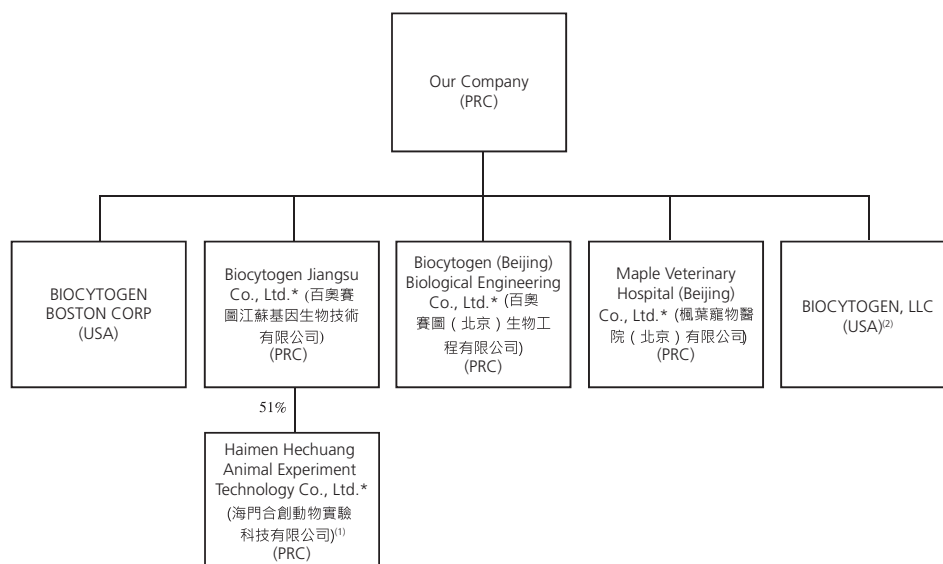 Our Company
(PRC)
BIOCYTOGEN
BOSTON CORP
(USA)
Biocytogen Jiangsu
Co., Ltd.* (百奧賽
圖江蘇基因生物技術
有限公司)
(PRC)
Biocytogen (Beijing)
Biological Engineering
Co., Ltd.* (百奧
賽圖（北京）生物工
程有限公司)
(PRC)
Maple Veterinary
Hospital (Beijing)
Co., Ltd.* (楓葉寵物醫
院（北京）有限公司)
(PRC)
BIOCYTOGEN, LLC
(USA)(2)
51%
Haimen Hechuang
Animal Experiment
Technology Co., Ltd.*
(海門合創動物實驗
科技有限公司)(1)
(PRC)